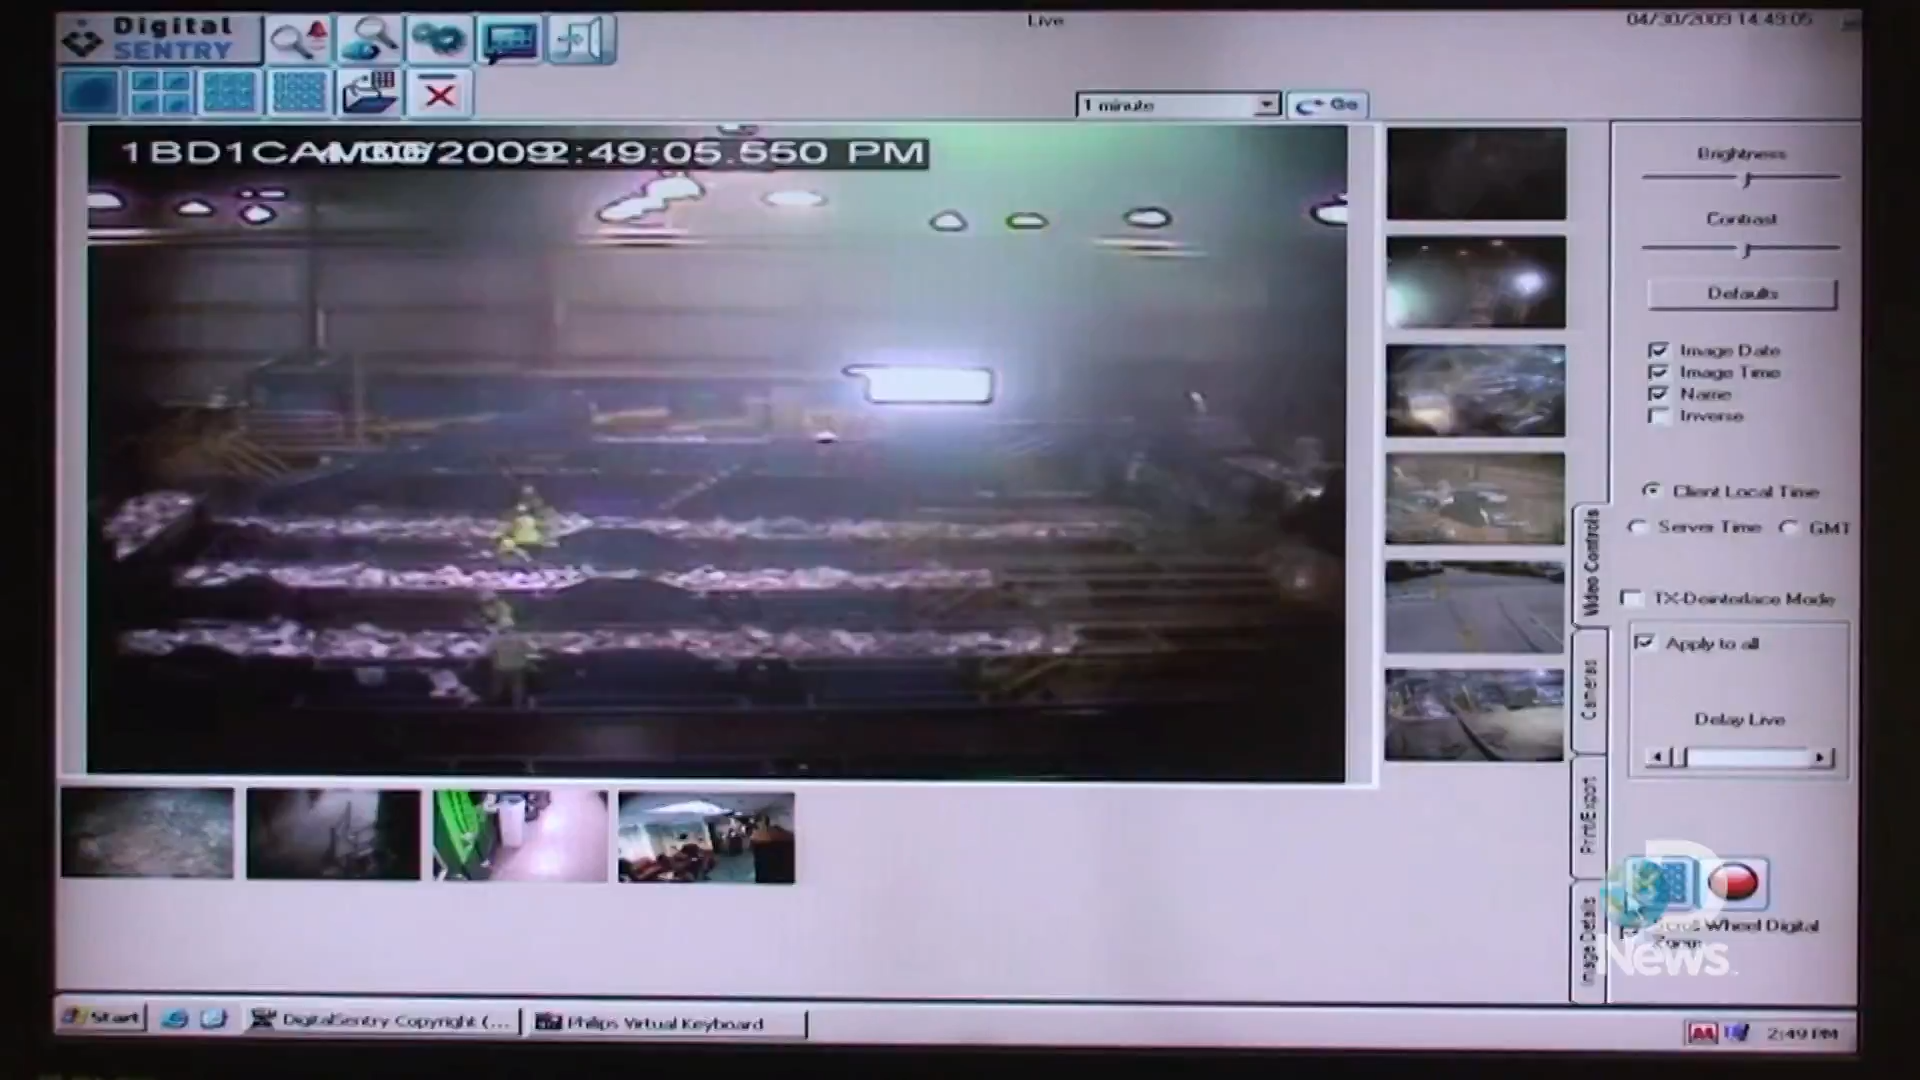 Digital
SENTRY
Live
04/30/2009 14:49:05
1 minute
Go
2:49:05.550 PM
Brightness
Contrast
Defaults
Image Date
Image Time
Name
Inverse
Client Local Time
Server Time
GMT
TX-Deinterlace Mode
Apply to all
Delay Live
Video Controls
Cameras
Print/Export
Image Details
Wheel Digital
News
Start
DigitalSentry Copyright (...
Philips Virtual Keyboard
2:49 PM